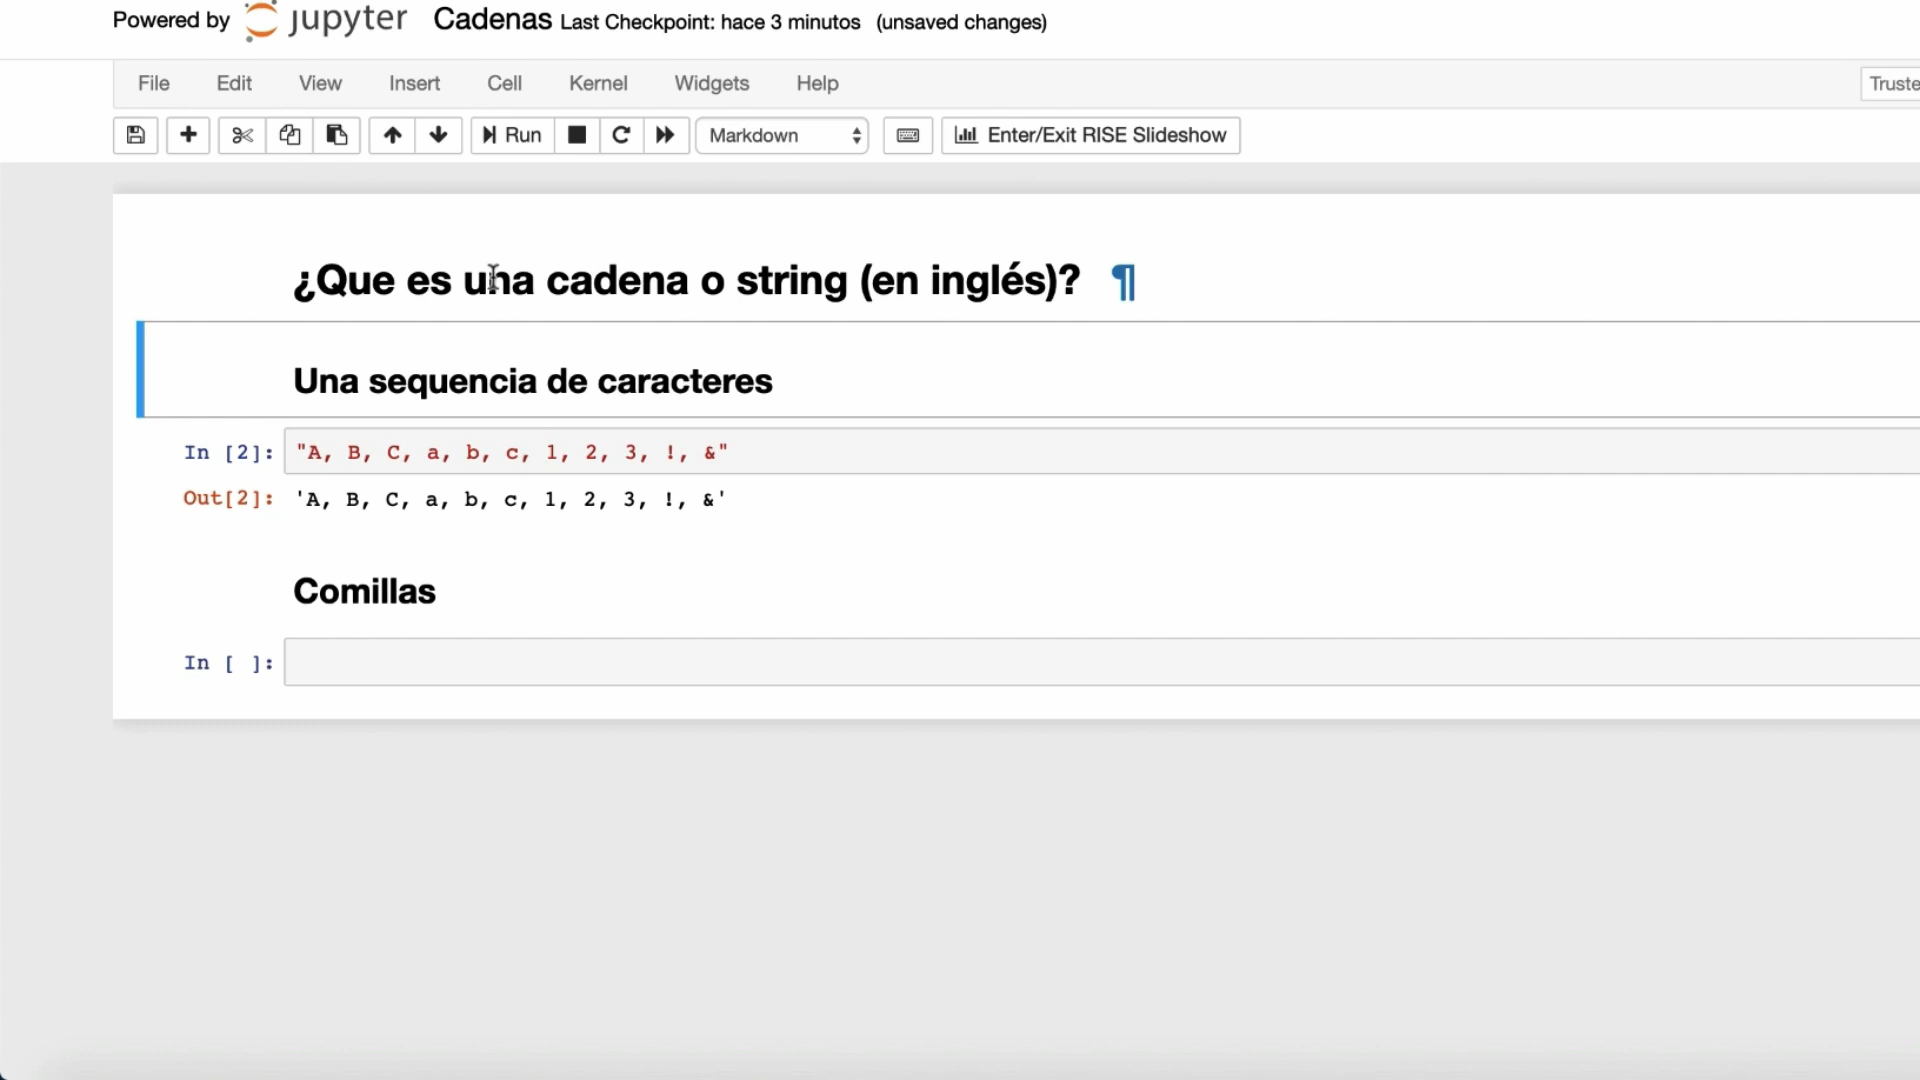 Powered by jupyter Cadenas Last Checkpoint: hace 3 minutos (unsaved changes)
File Edit View Insert Cell Kernel Widgets Help Truste
Run Markdown Enter/Exit RISE Slideshow
¿Que es una cadena o string (en inglés)? ¶
Una sequencia de caracteres
In [2]: "A, B, C, a, b, c, 1, 2, 3, !, &"
Out[2]: 'A, B, C, a, b, c, 1, 2, 3, !, &'
Comillas
In [ ]: